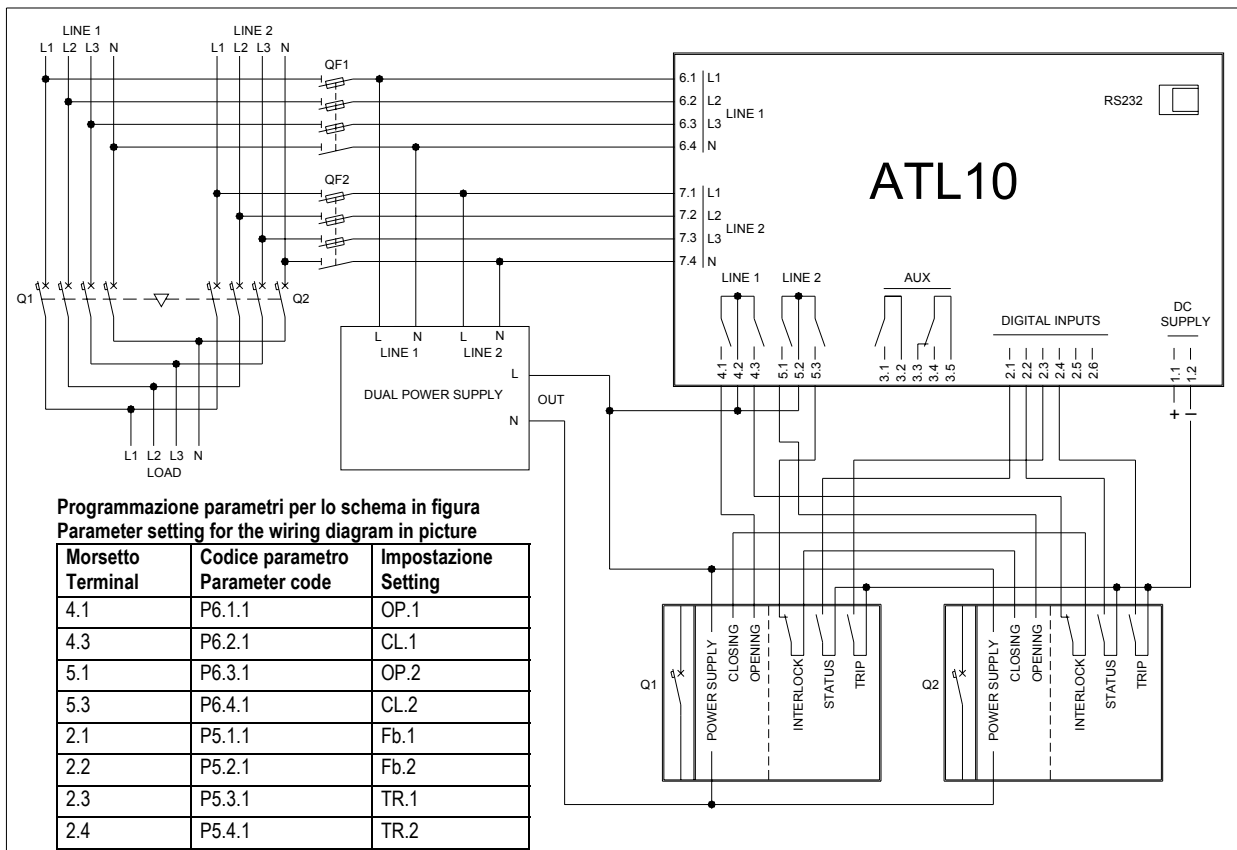 LINE 1 LINE 2
L1 L2 L3 N L1 L2 L3 N
QF1
6.1 L1
6.2 L2
LINE 1
6.3 L3
6.4 N
RS232
ATL10
QF2
7.1 L1
7.2 L2
LINE 2
7.3 L3
7.4 N
Q1 Q2
LINE 1 LINE 2 AUX
DIGITAL INPUTS
DC
SUPPLY
4.1 4.2 4.3 5.1 5.2 5.3 3.1 3.2 3.3 3.4 3.5 2.1 2.2 2.3 2.4 2.5 2.6 1.1 1.2
+ –
L N L N
LINE 1 LINE 2
L
DUAL POWER SUPPLY
OUT
N
L1 L2 L3 N
LOAD
Programmazione parametri per lo schema in figura
Parameter setting for the wiring diagram in picture
Morsetto Codice parametro Impostazione
Terminal Parameter code Setting
4.1 P6.1.1 OP.1
4.3 P6.2.1 CL.1
5.1 P6.3.1 OP.2
5.3 P6.4.1 CL.2
2.1 P5.1.1 Fb.1
2.2 P5.2.1 Fb.2
2.3 P5.3.1 TR.1
2.4 P5.4.1 TR.2
Q1
POWER SUPPLY
CLOSING
OPENING
INTERLOCK
STATUS
TRIP
Q2
POWER SUPPLY
CLOSING
OPENING
INTERLOCK
STATUS
TRIP